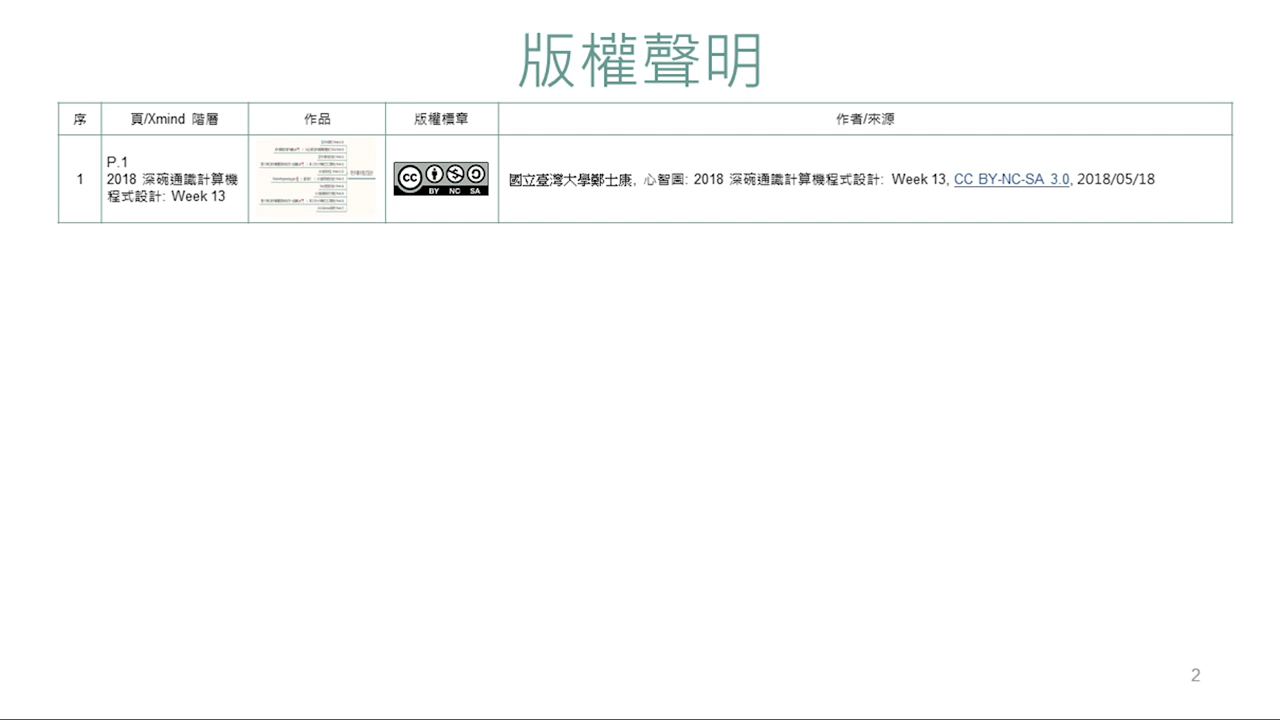 版權聲明
序 頁/Xmind 階層 作品 版權標章 作者/來源
P.1
1 2018 深碗通識計算機 國立臺灣大學鄭士康, 心智圖: 2018 深碗通識計算機程式設計: Week 13, CC BY-NC-SA 3.0, 2018/05/18
程式設計: Week 13
CC BY NC SA
2